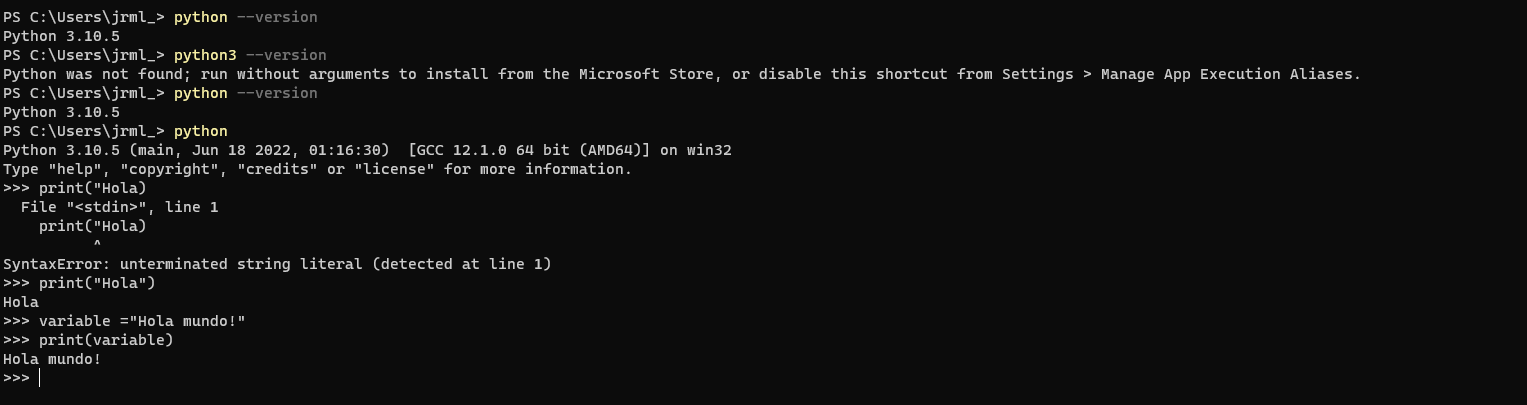 PS C:\Users\jrml_> python --version
Python 3.10.5
PS C:\Users\jrml_> python3 --version
Python was not found; run without arguments to install from the Microsoft Store, or disable this shortcut from Settings > Manage App Execution Aliases.
PS C:\Users\jrml_> python --version
Python 3.10.5
PS C:\Users\jrml_> python
Python 3.10.5 (main, Jun 18 2022, 01:16:30)  [GCC 12.1.0 64 bit (AMD64)] on win32
Type "help", "copyright", "credits" or "license" for more information.
>>> print("Hola)
  File "<stdin>", line 1
    print("Hola)
          ^
SyntaxError: unterminated string literal (detected at line 1)
>>> print("Hola")
Hola
>>> variable ="Hola mundo!"
>>> print(variable)
Hola mundo!
>>>